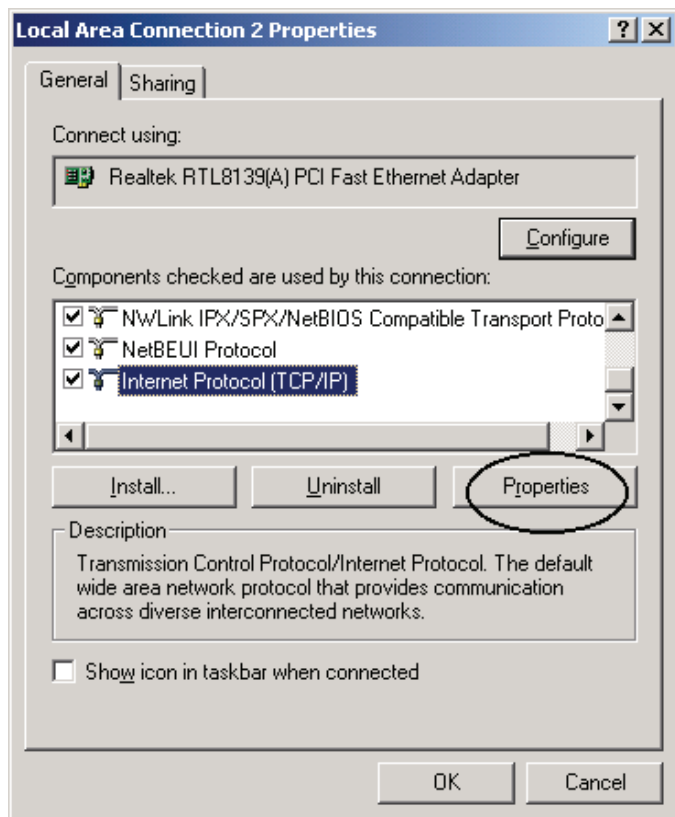 Local Area Connection 2 Properties
General
Sharing
Connect using:
Realtek RTL8139(A) PCI Fast Ethernet Adapter
Configure
Components checked are used by this connection:
NWLink IPX/SPX/NetBIOS Compatible Transport Proto
NetBEUI Protocol
Internet Protocol (TCP/IP)
Install...
Uninstall
Properties
Description
Transmission Control Protocol/Internet Protocol. The default
wide area network protocol that provides communication
across diverse interconnected networks.
Show icon in taskbar when connected
OK
Cancel